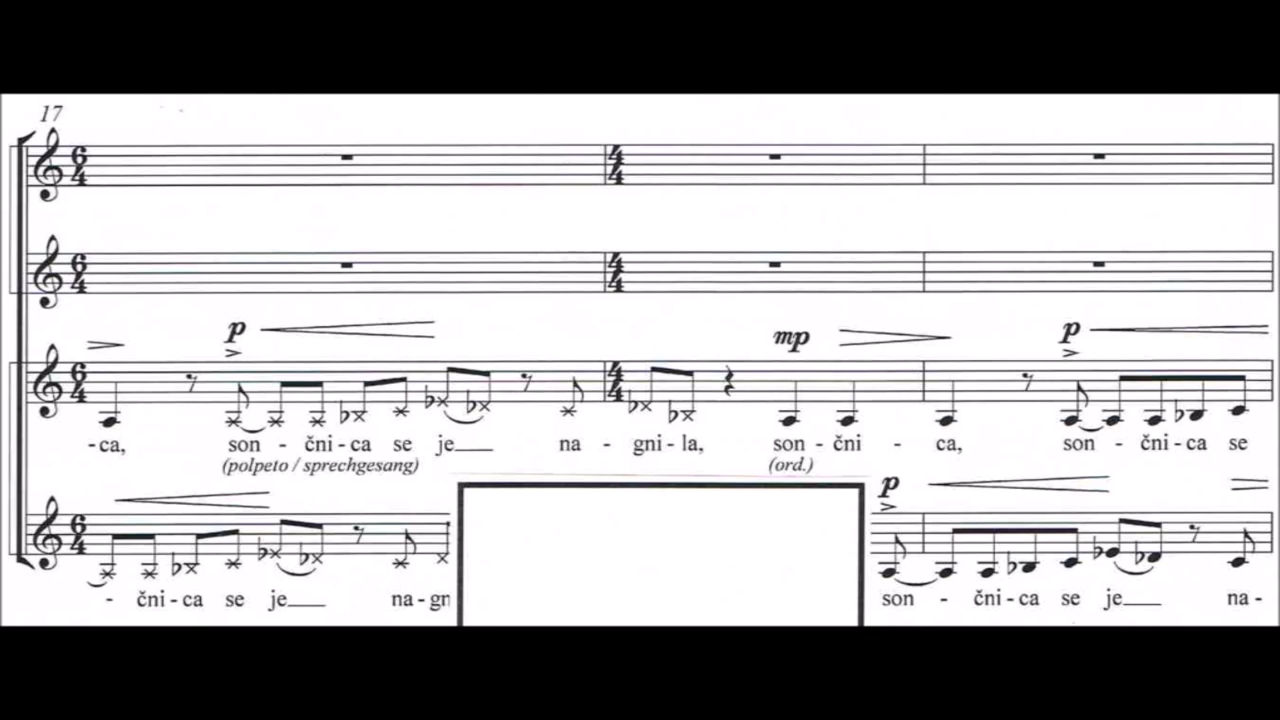 17
p
mp
p
-ca, son - čni - ca se je na - gni - la, son - čni - ca, son - čni - ca se
(polpeto / sprechgesang) (ord.)
p
- čni - ca se je na - gn son - čni - ca se je na -